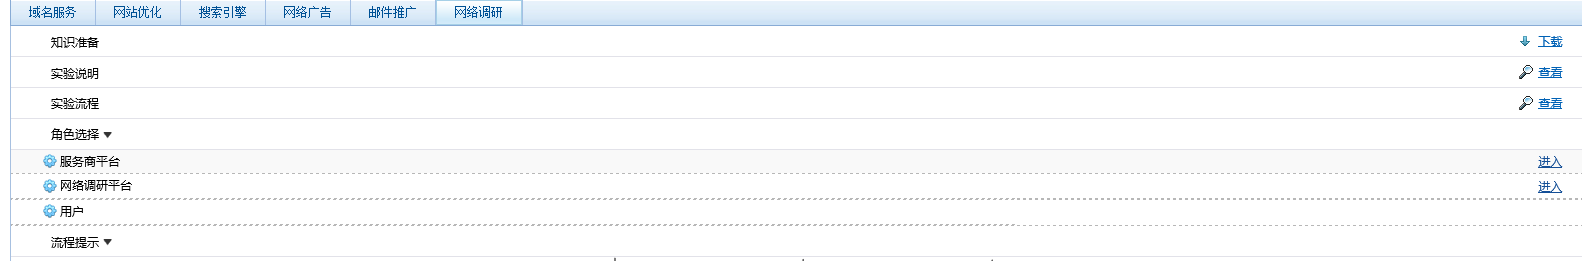 域名服务 网站优化 搜索引擎 网络广告 邮件推广 网络调研
知识准备 下载
实验说明 查看
实验流程 查看
角色选择
服务商平台 进入
网络调研平台 进入
用户
流程提示